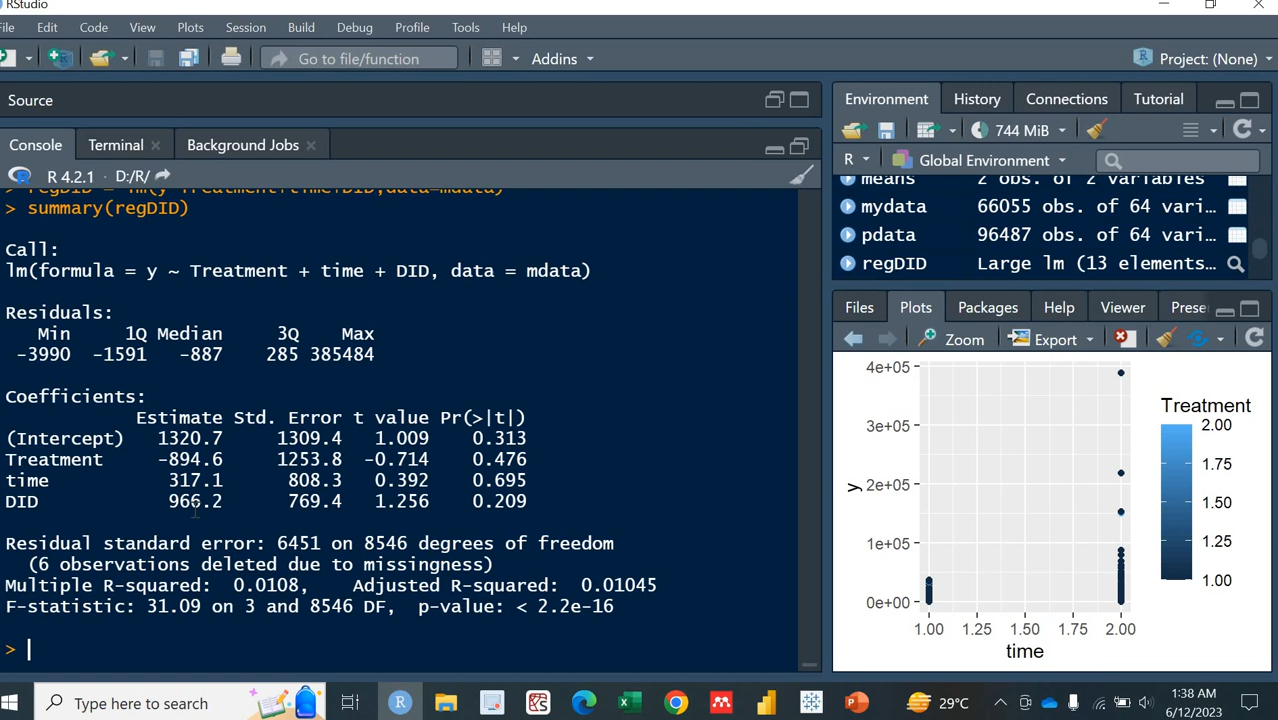 RStudio
File Edit Code View Plots Session Build Debug Profile Tools Help
Go to file/function Addins Project: (None)
Source
Console Terminal Background Jobs
R R 4.2.1 D:/R/
> summary(regDID)
Call:
lm(formula = y ~ Treatment + time + DID, data = mdata)
Residuals:
Min 1Q Median 3Q Max
-3990 -1591 -887 285 385484
Coefficients:
Estimate Std. Error t value Pr(>|t|)
(Intercept) 1320.7 1309.4 1.009 0.313
Treatment -894.6 1253.8 -0.714 0.476
time 317.1 808.3 0.392 0.695
DID 966.2 769.4 1.256 0.209
Residual standard error: 6451 on 8546 degrees of freedom
(6 observations deleted due to missingness)
Multiple R-squared: 0.0108, Adjusted R-squared: 0.01045
F-statistic: 31.09 on 3 and 8546 DF, p-value: < 2.2e-16
>
Environment History Connections Tutorial
744 MiB
R Global Environment
means 2 obs. of 2 variables
mydata 66055 obs. of 64 vari…
pdata 96487 obs. of 64 vari…
regDID Large lm (13 elements…
Files Plots Packages Help Viewer Prese
Zoom Export
4e+05
3e+05
2e+05
1e+05
0e+00
y
1.00 1.25 1.50 1.75 2.00
time
Treatment
2.00
1.75
1.50
1.25
1.00
Type here to search
29°C
1:38 AM
6/12/2023